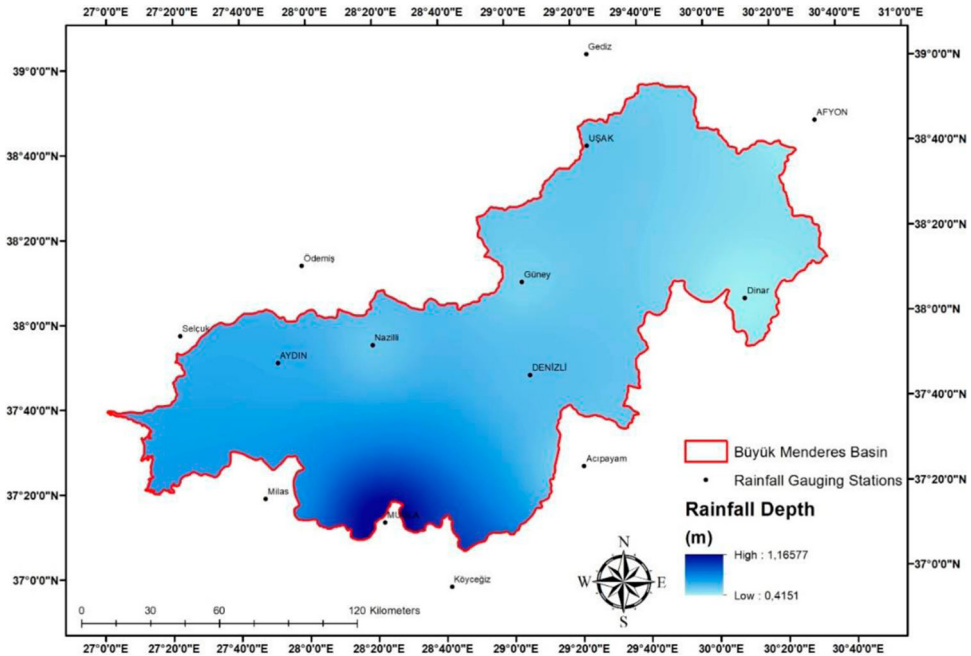 27°0'0"E 27°40'0"E 28°20'0"E 29°0'0"E 29°40'0"E 30°20'0"E 31°0'0"E
28°0'0"E 28°40'0"E 29°20'0"E 30°0'0"E 30°40'0"E
Gediz
39°0'0"N
39°0'0"N
AFYON
UŞAK
38°40'0"N
38°40'0"N
38°20'0"N
38°20'0"N
Ödemiş
Güney
Dinar
38°0'0"N
38°0'0"N
Selçuk
Nazilli
AYDIN
DENİZLİ
37°40'0"N
37°40'0"N
Acıpayam
Büyük Menderes Basin
Rainfall Gauging Stations
Milas
37°20'0"N
37°20'0"N
Rainfall Depth
(m)
High : 1,16577
Low : 0,4151
N
W E
S
37°0'0"N
37°0'0"N
Köyceğiz
0 30 60 120 Kilometers
27°0'0"E 27°20'0"E 27°40'0"E 28°0'0"E 28°20'0"E 28°40'0"E 29°0'0"E 29°20'0"E 29°40'0"E 30°0'0"E 30°20'0"E 30°40'0"E